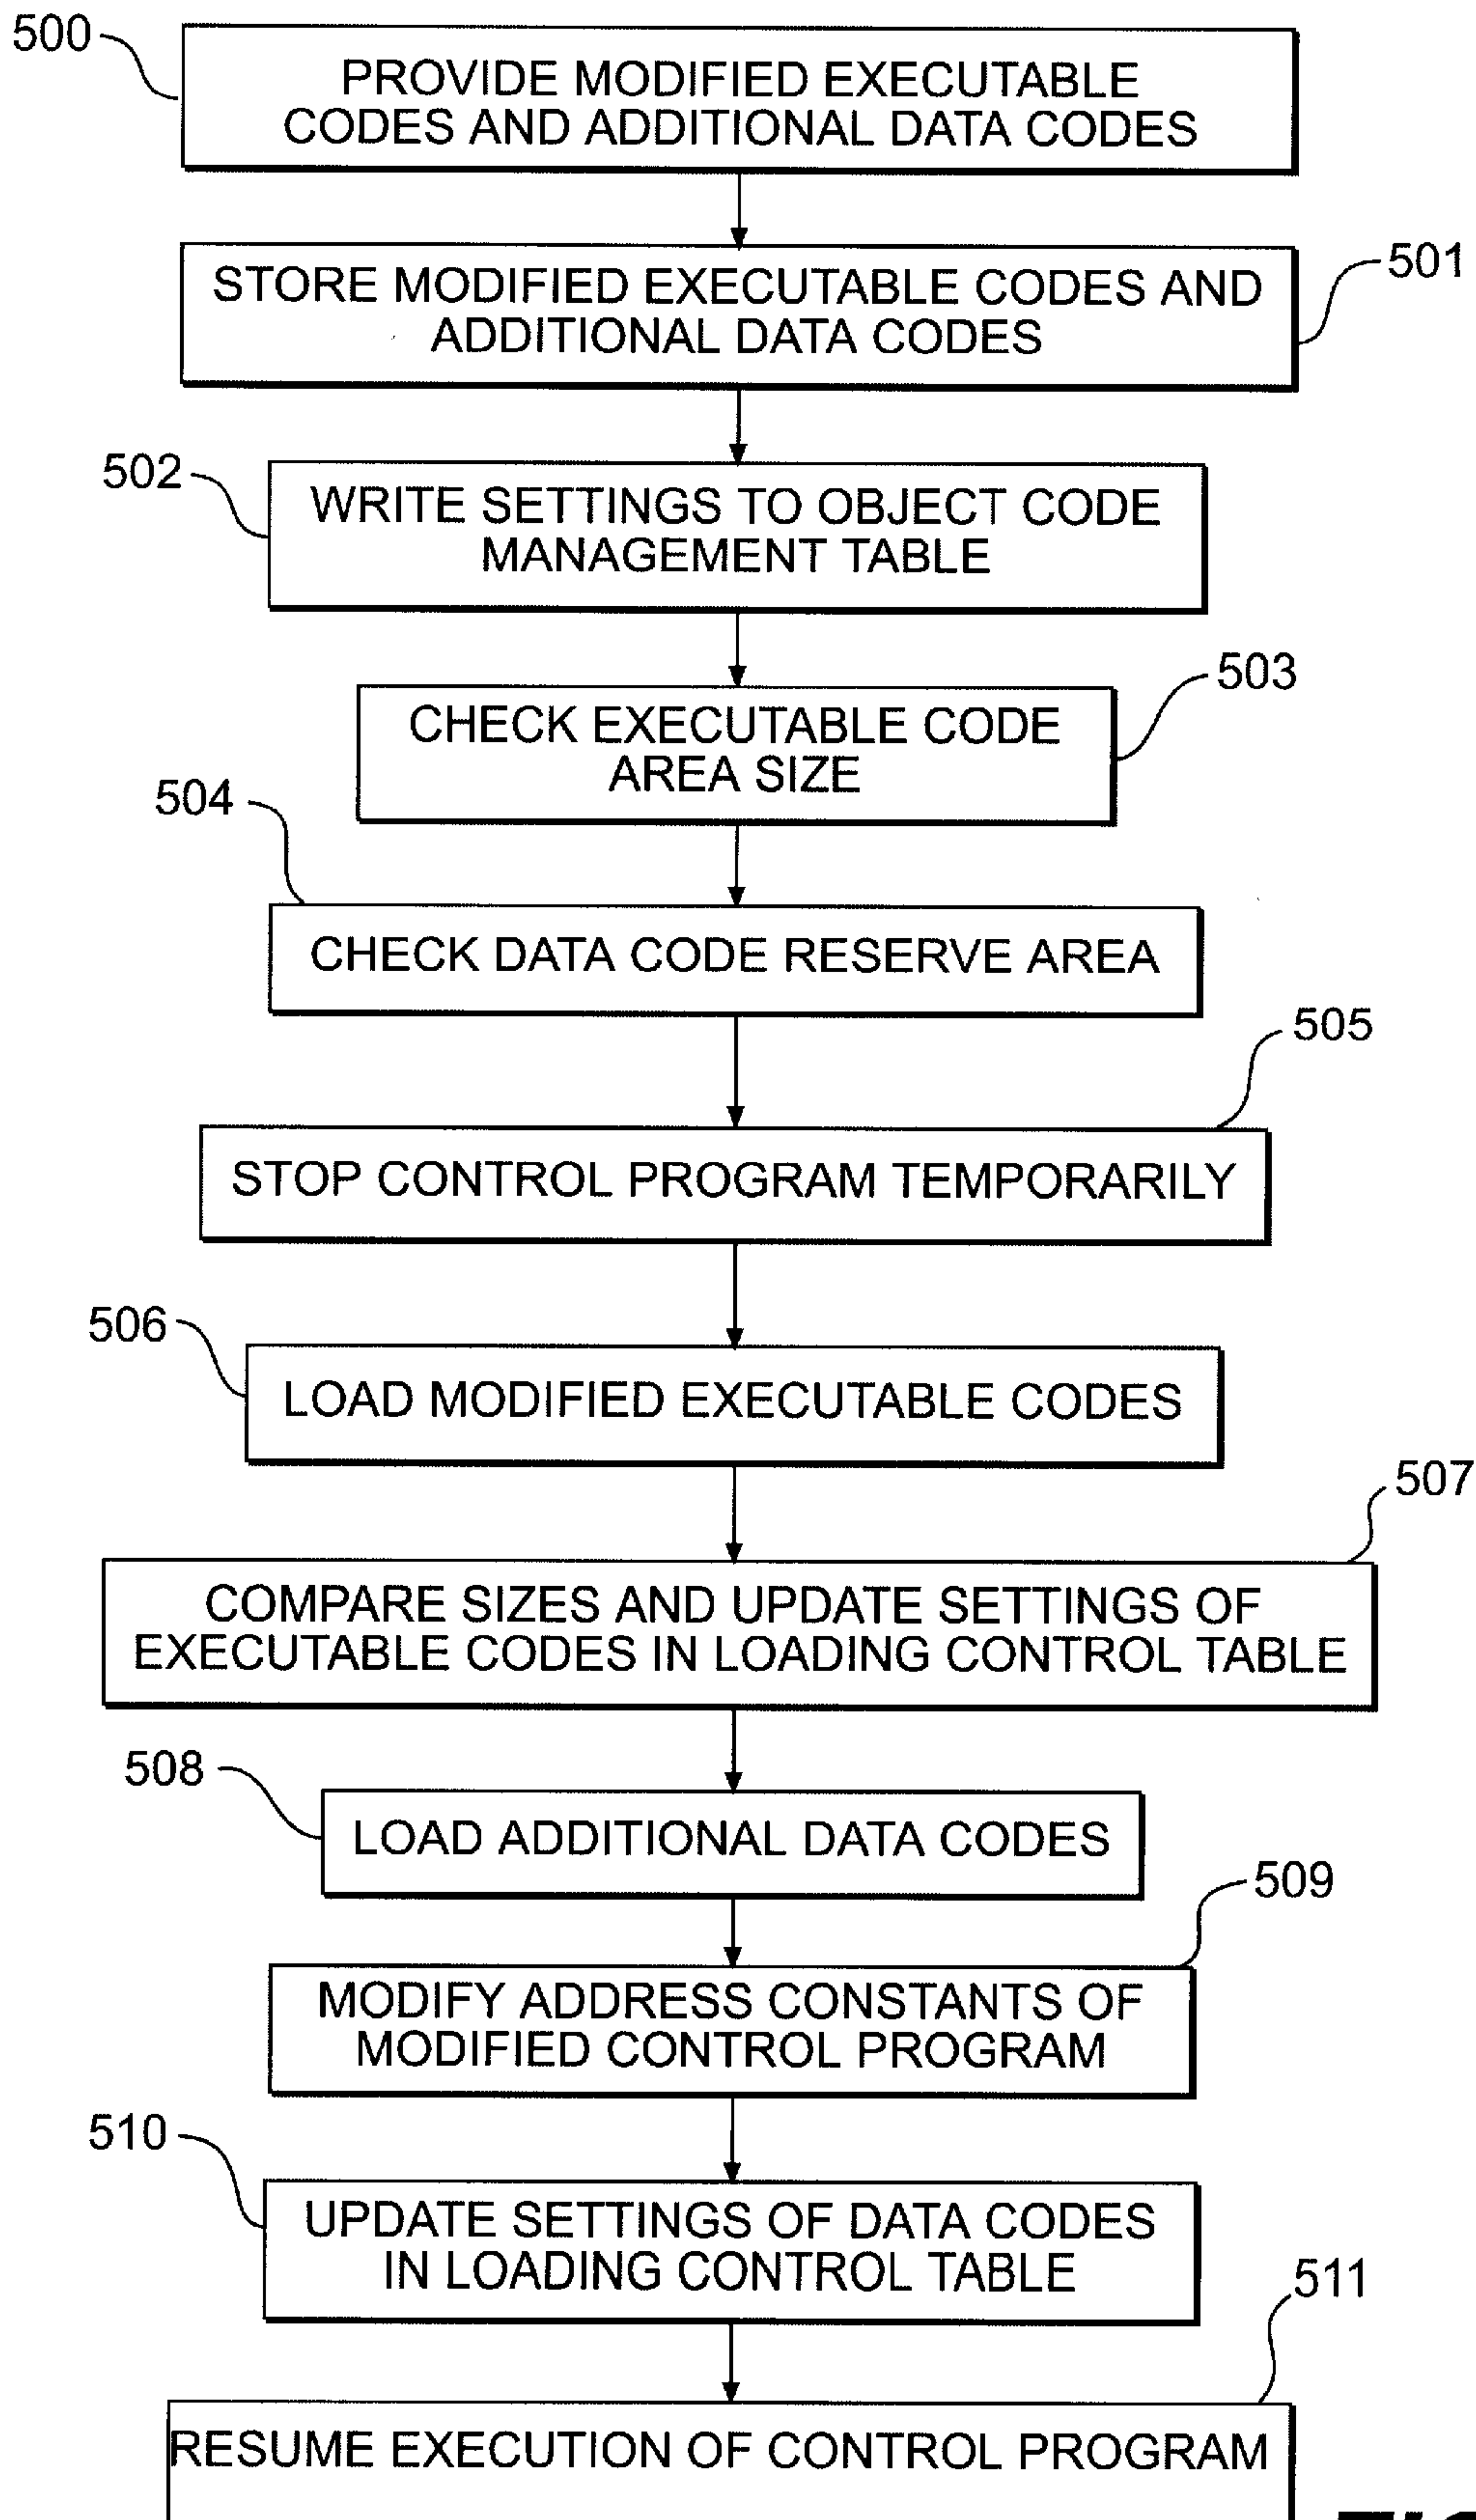 500
PROVIDE MODIFIED EXECUTABLE
CODES AND ADDITIONAL DATA CODES
STORE MODIFIED EXECUTABLE CODES AND
ADDITIONAL DATA CODES
501
502
WRITE SETTINGS TO OBJECT CODE
MANAGEMENT TABLE
503
CHECK EXECUTABLE CODE
AREA SIZE
504
CHECK DATA CODE RESERVE AREA
505
STOP CONTROL PROGRAM TEMPORARILY
506
LOAD MODIFIED EXECUTABLE CODES
507
COMPARE SIZES AND UPDATE SETTINGS OF
EXECUTABLE CODES IN LOADING CONTROL TABLE
508
LOAD ADDITIONAL DATA CODES
509
MODIFY ADDRESS CONSTANTS OF
MODIFIED CONTROL PROGRAM
510
UPDATE SETTINGS OF DATA CODES
IN LOADING CONTROL TABLE
511
RESUME EXECUTION OF CONTROL PROGRAM